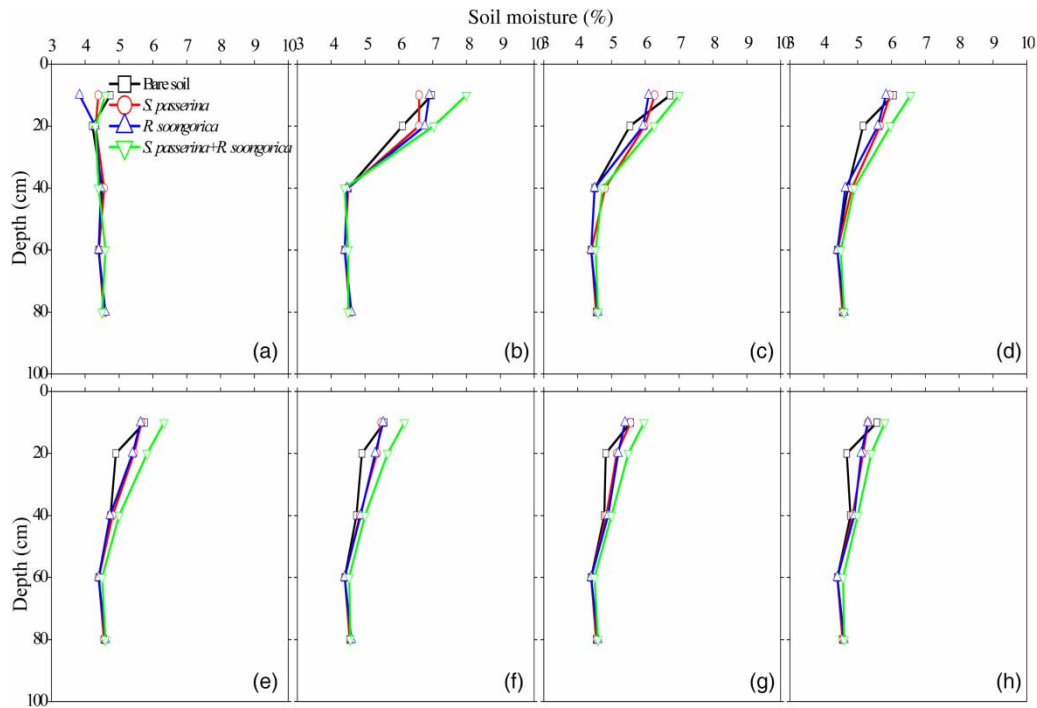 Soil moisture (%)
3 4 5 6 7 8 9 10 3 4 5 6 7 8 9 10 3 4 5 6 7 8 9 10 3 4 5 6 7 8 9 10
0
20
40
60
80
100
Depth (cm)
Bare soil
S. passerina
R soongorica
S. passerina+R soongorica
(a)
(b)
(c)
(d)
0
20
40
60
80
100
Depth (cm)
(e)
(f)
(g)
(h)